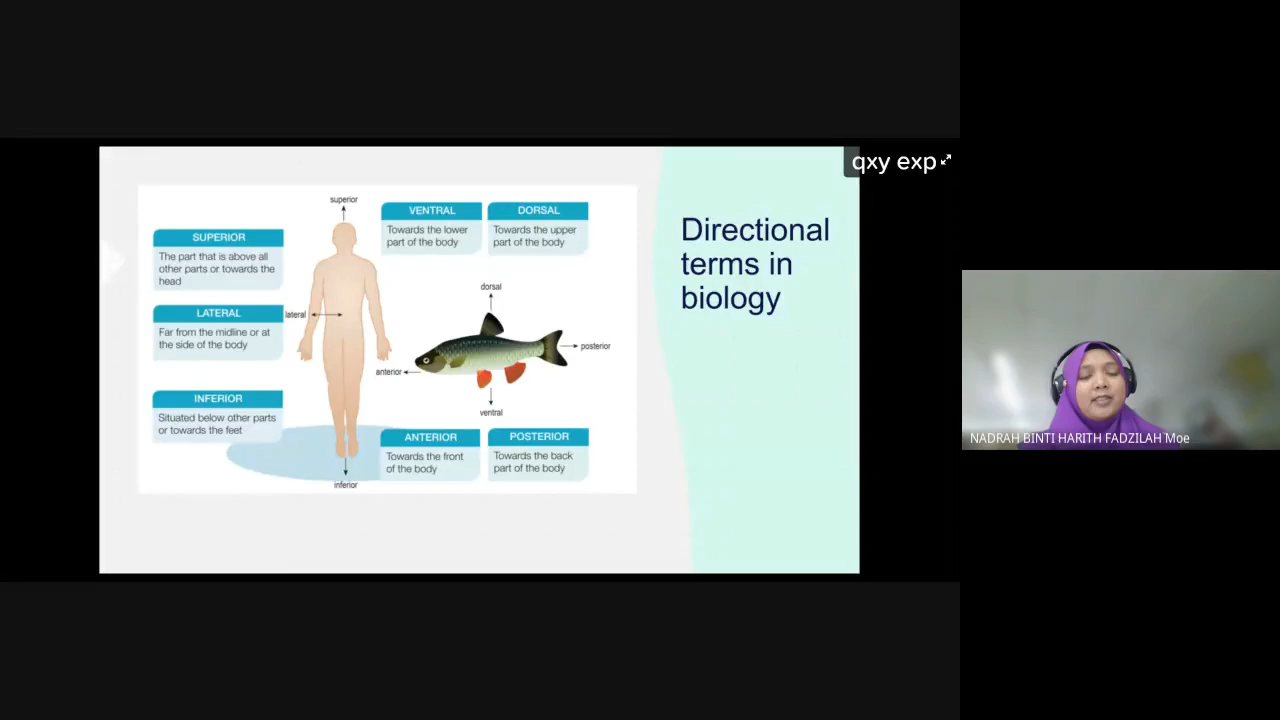 qxy exp
Directional
terms in
biology
superior
SUPERIOR
The part that is above all
other parts or towards the
head
LATERAL
Far from the midline or at
the side of the body
INFERIOR
Situated below other parts
or towards the feet
lateral
inferior
VENTRAL
Towards the lower
part of the body
DORSAL
Towards the upper
part of the body
dorsal
posterior
anterior
ventral
ANTERIOR
Towards the front
of the body
POSTERIOR
Towards the back
part of the body
NADRAH BINTI HARITH FADZILAH Moe